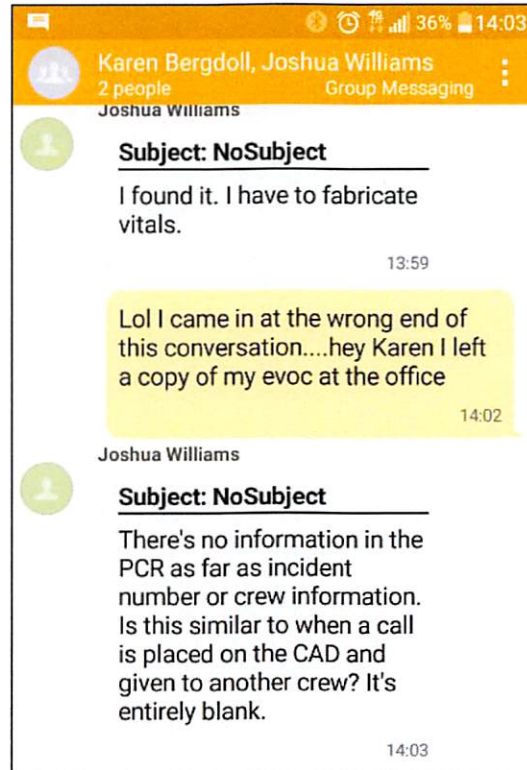 36% 14:03
Karen Bergdoll, Joshua Williams
2 people Group Messaging
Joshua Williams
Subject: NoSubject
I found it. I have to fabricate
vitals.
13:59
Lol I came in at the wrong end of
this conversation....hey Karen I left
a copy of my evoc at the office
14:02
Joshua Williams
Subject: NoSubject
There's no information in the
PCR as far as incident
number or crew information.
Is this similar to when a call
is placed on the CAD and
given to another crew? It's
entirely blank.
14:03